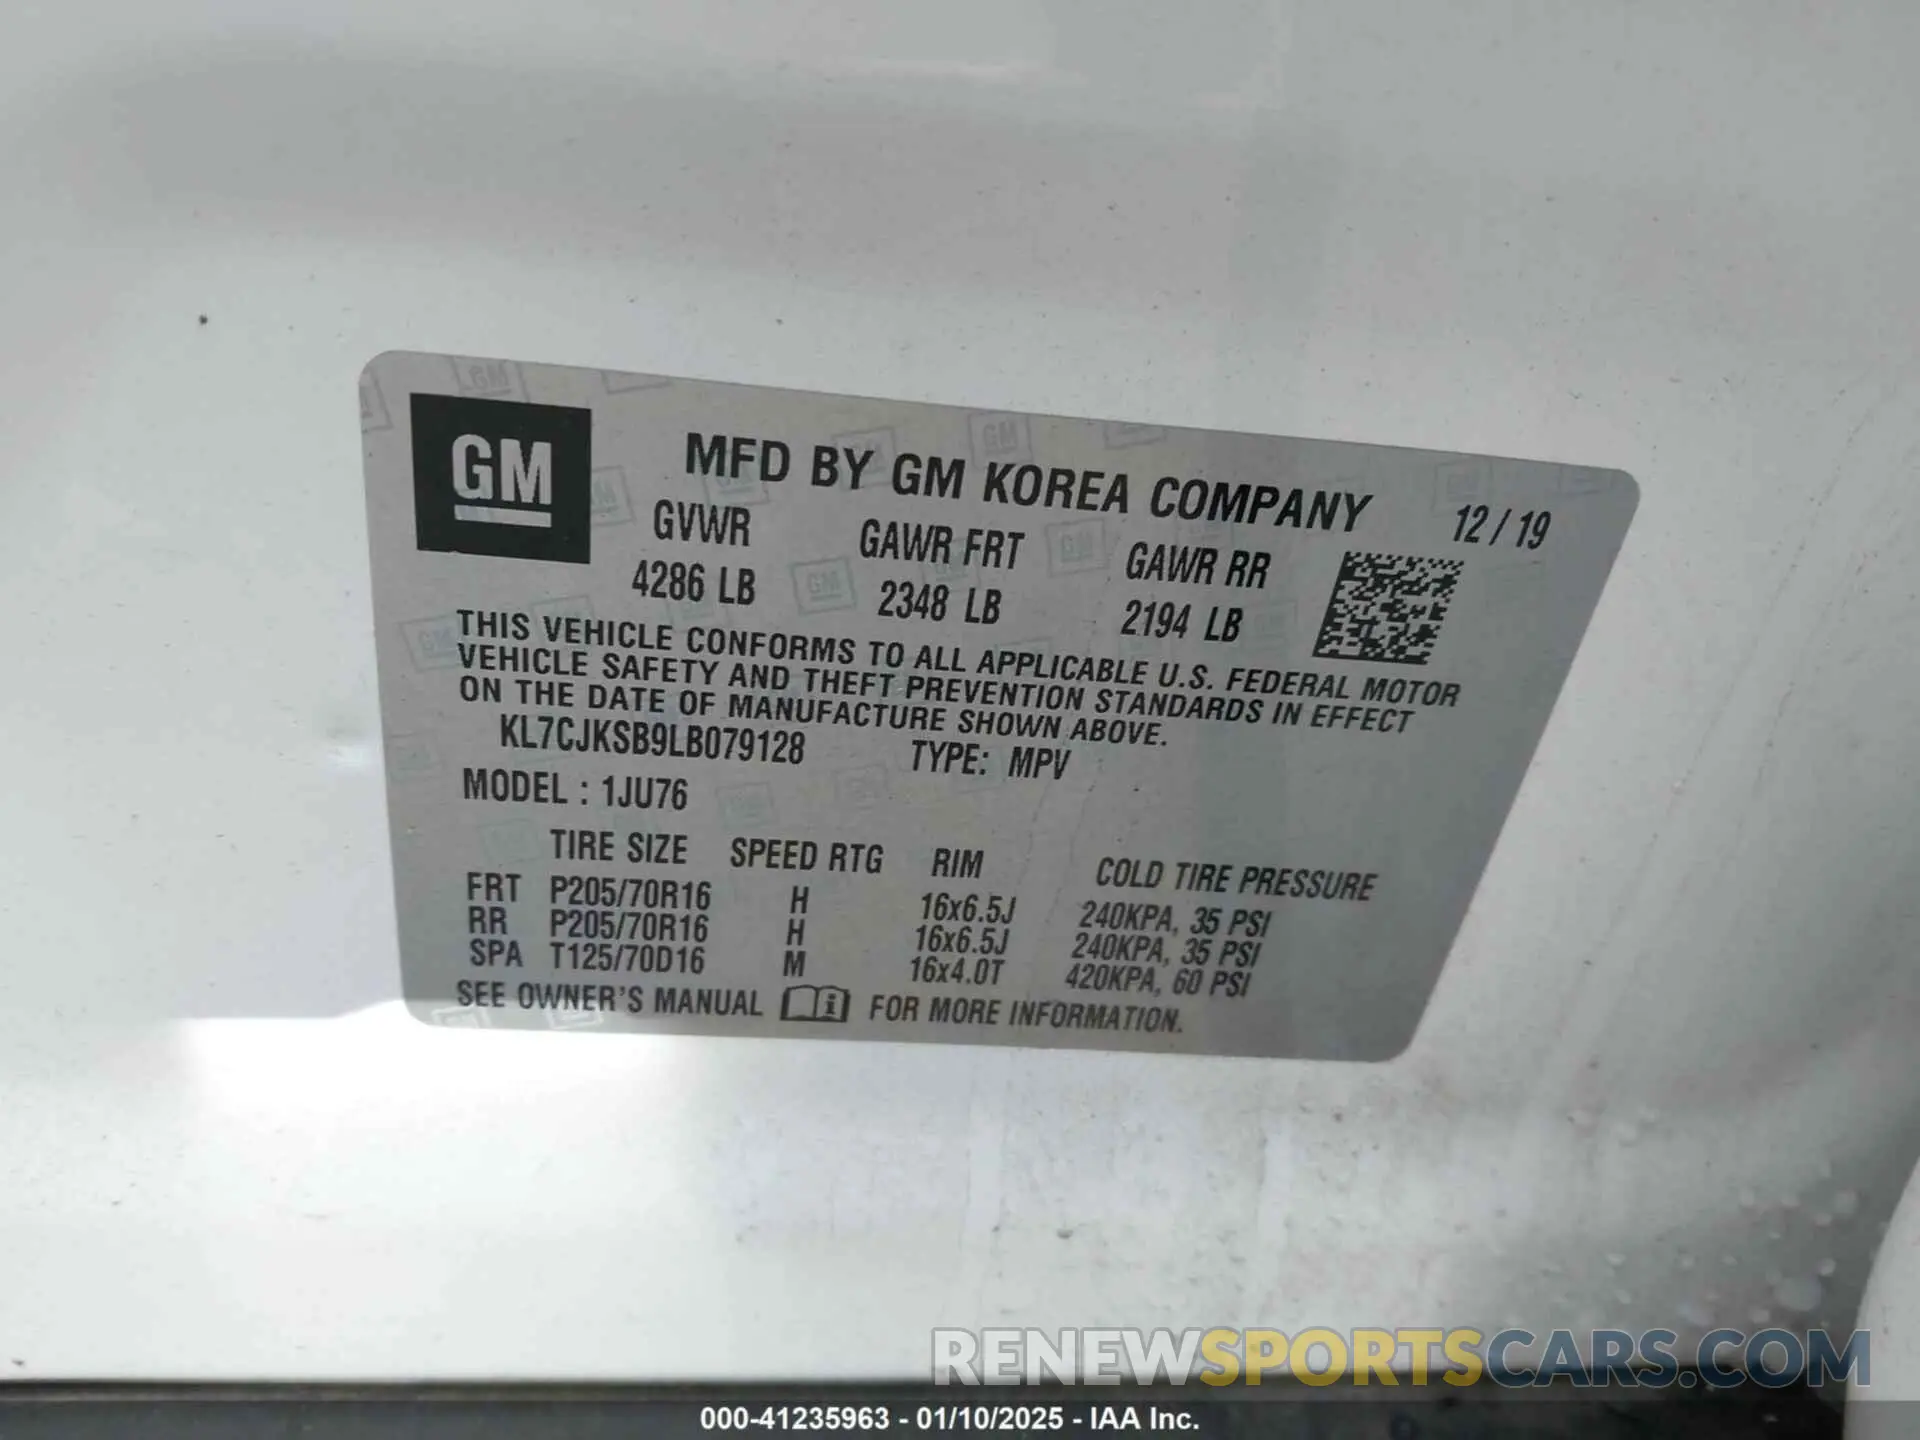 GM
MFD BY GM KOREA COMPANY 12 / 19
GVWR GAWR FRT GAWR RR
4286 LB 2348 LB 2194 LB
THIS VEHICLE CONFORMS TO ALL APPLICABLE U.S. FEDERAL MOTOR
VEHICLE SAFETY AND THEFT PREVENTION STANDARDS IN EFFECT
ON THE DATE OF MANUFACTURE SHOWN ABOVE.
KL7CJKSB9LB079128 TYPE: MPV
MODEL : 1JU76
TIRE SIZE SPEED RTG RIM COLD TIRE PRESSURE
FRT P205/70R16 H 16x6.5J 240KPA, 35 PSI
RR P205/70R16 H 16x6.5J 240KPA, 35 PSI
SPA T125/70D16 M 16x4.0T 420KPA, 60 PSI
SEE OWNER'S MANUAL i FOR MORE INFORMATION.
RENEWSPORTSCARS.COM
000-41235963 - 01/10/2025 - IAA Inc.